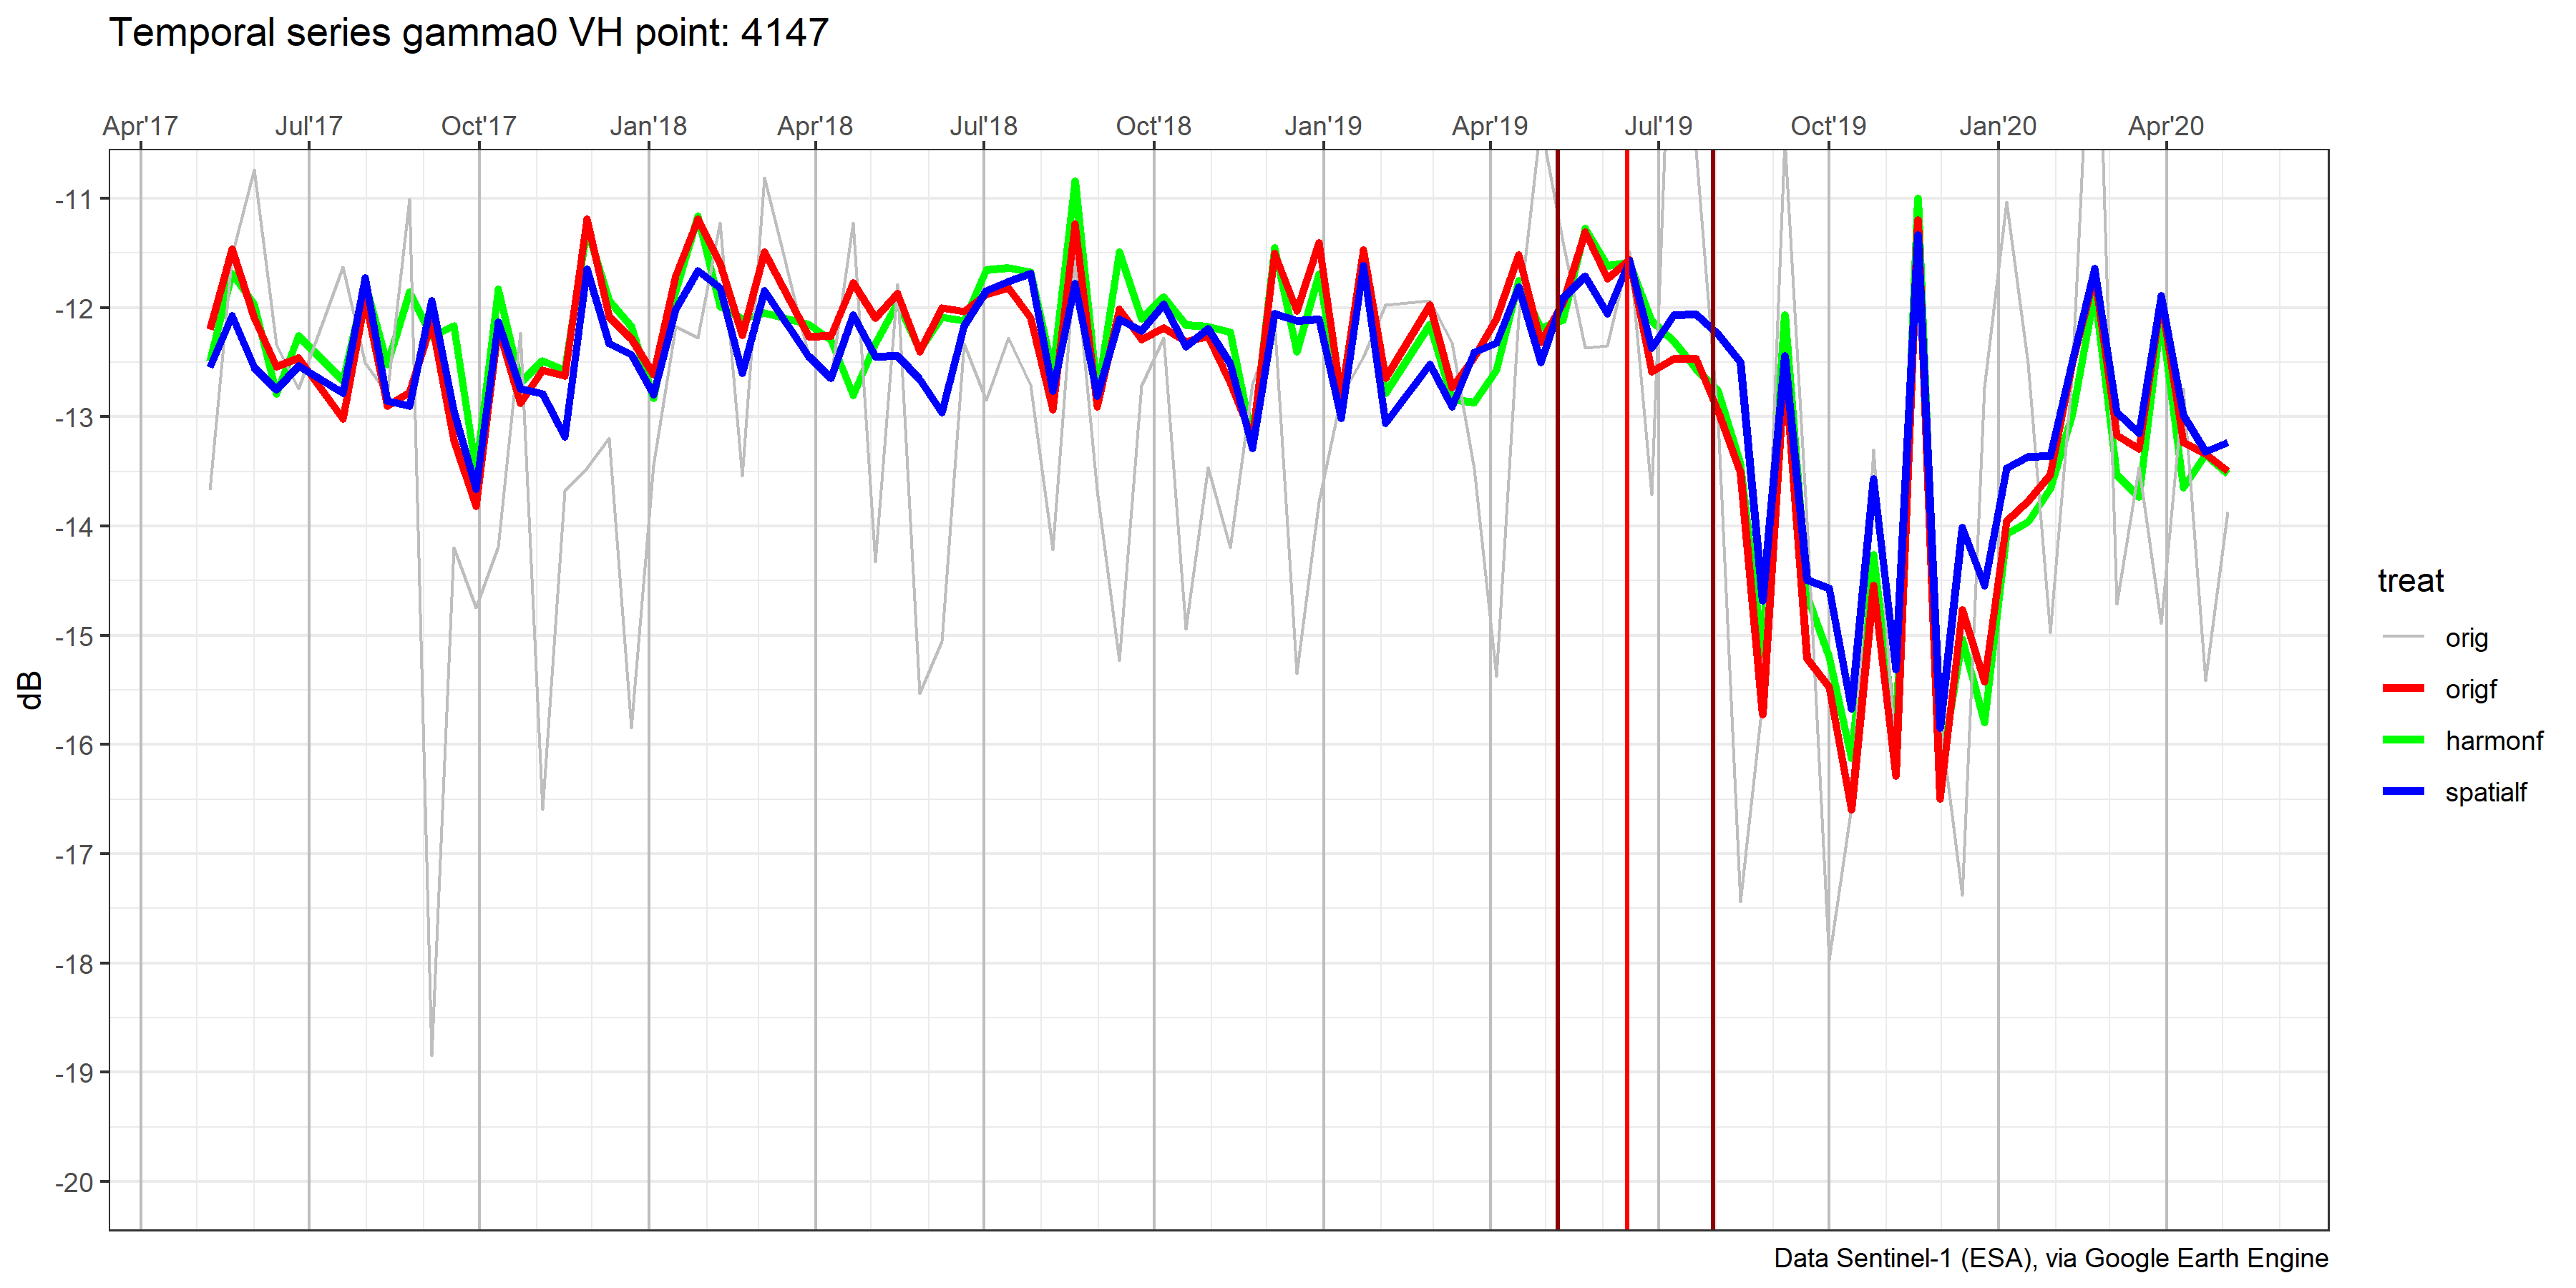 Temporal series gamma0 VH point: 4147
Apr'17 Jul'17 Oct'17 Jan'18 Apr'18 Jul'18 Oct'18 Jan'19 Apr'19 Jul'19 Oct'19 Jan'20 Apr'20
-11
-12
-13
-14
-15
-16
-17
-18
-19
-20
dB
treat
orig
origf
harmonf
spatialf
Data Sentinel-1 (ESA), via Google Earth Engine